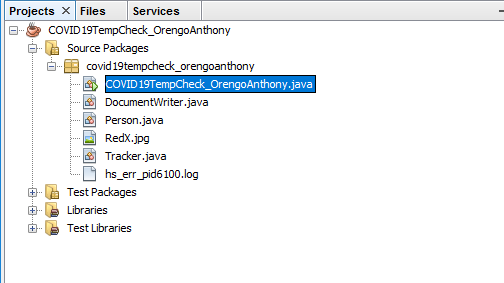 Projects Files Services
COVID19TempCheck_OrengoAnthony
Source Packages
covid19tempcheck_orengoanthony
COVID19TempCheck_OrengoAnthony.java
DocumentWriter.java
Person.java
RedX.jpg
Tracker.java
hs_err_pid6100.log
Test Packages
Libraries
Test Libraries